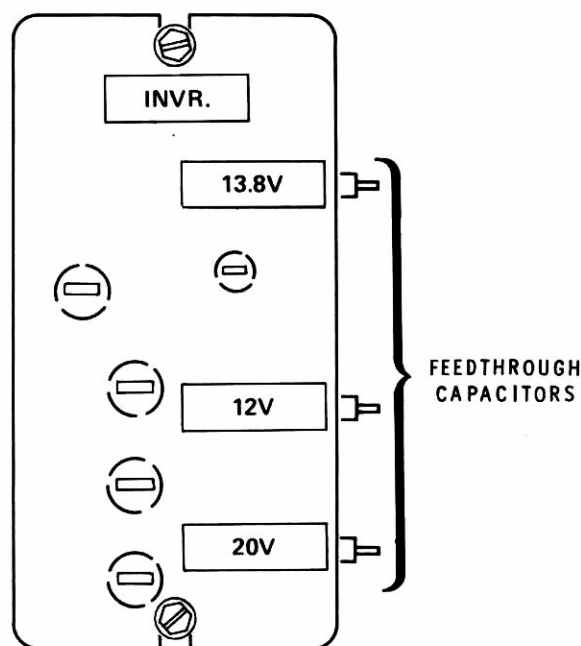 INVR.
13.8V
FEEDTHROUGH
CAPACITORS
12V
20V